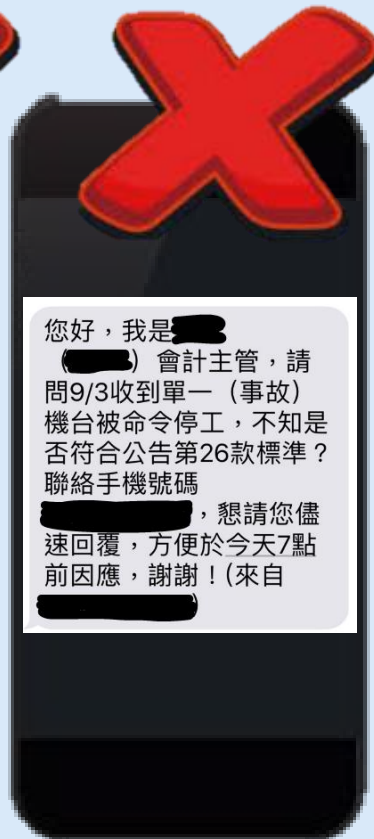 您好，我是
（ ）會計主管，請
問9/3收到單一（事故）
機台被命令停工，不知是
否符合公告第26款標準？
聯絡手機號碼
，懇請您儘
速回覆，方便於今天7點
前因應，謝謝！(來自
)